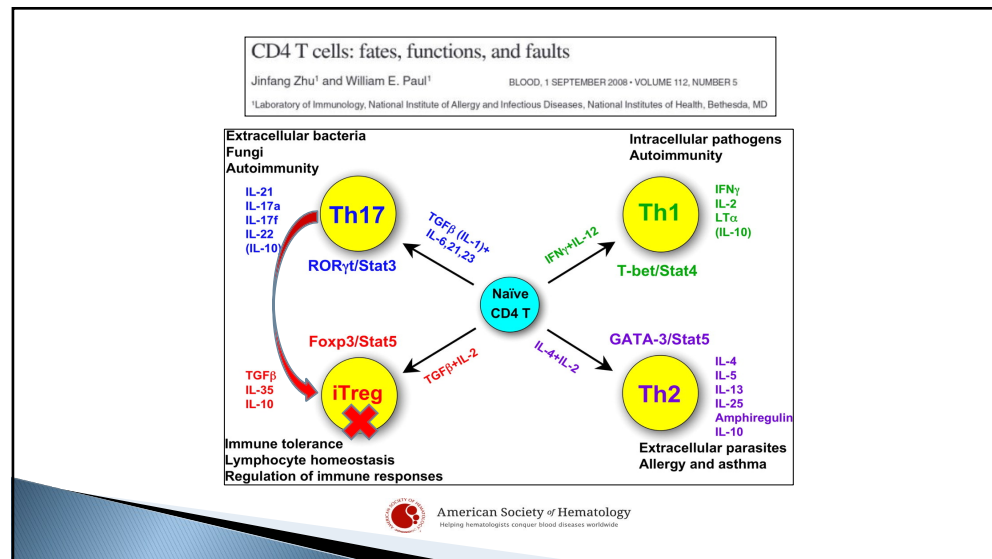 CD4 T cells: fates, functions, and faults
Jinfang Zhu¹ and William E. Paul¹
BLOOD, 1 SEPTEMBER 2008 • VOLUME 112, NUMBER 5
¹Laboratory of Immunology, National Institute of Allergy and Infectious Diseases, National Institutes of Health, Bethesda, MD
Extracellular bacteria
Fungi
Autoimmunity
IL-21
IL-17a
IL-17f
IL-22
(IL-10)
Th17
RORγt/Stat3
TGFβ (IL-1)+
IL-6,21,23
Intracellular pathogens
Autoimmunity
IFNγ+IL-12
Th1
IFNγ
IL-2
LTα
(IL-10)
T-bet/Stat4
Naïve
CD4 T
Foxp3/Stat5
TGFβ+IL-2
TGFβ
IL-35
IL-10
iTreg
Immune tolerance
Lymphocyte homeostasis
Regulation of immune responses
GATA-3/Stat5
IL-4+IL-2
Th2
IL-4
IL-5
IL-13
IL-25
Amphiregulin
IL-10
Extracellular parasites
Allergy and asthma
American Society of Hematology
Helping hematologists conquer blood diseases worldwide